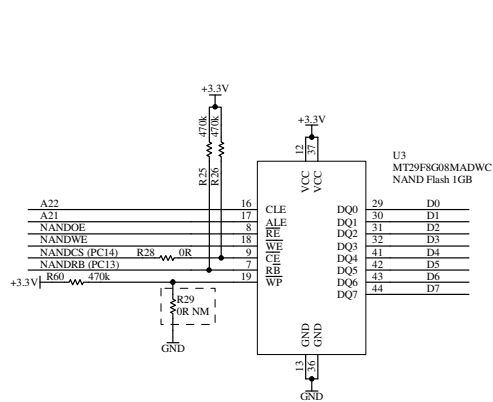 +3.3V
470k
470k
R25
R26
+3.3V
12
37
VCC
VCC
U3
MT29F8G08MADWC
NAND Flash 1GB
A22 16 CLE DQ0 29 D0
A21 17 ALE DQ1 30 D1
NANDOE 8 RE DQ2 31 D2
NANDWE 18 WE DQ3 32 D3
NANDCS (PC14) R28 0R 9 CE DQ4 41 D4
NANDRB (PC13) 7 RB DQ5 42 D5
+3.3V R60 470k 19 WP DQ6 43 D6
DQ7 44 D7
R29
0R NM
GND
GND
GND
13
36
GND